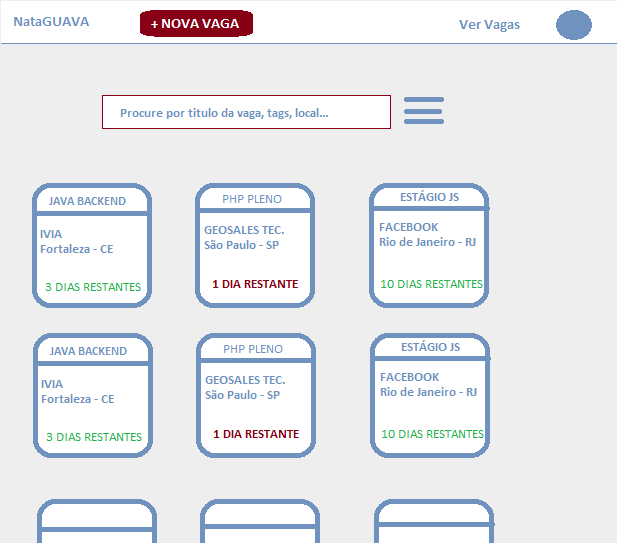 NataGUAVA
+ NOVA VAGA
Ver Vagas
Procure por titulo da vaga, tags, local...
JAVA BACKEND
IVIA
Fortaleza - CE
3 DIAS RESTANTES
PHP PLENO
GEOSALES TEC.
São Paulo - SP
1 DIA RESTANTE
ESTÁGIO JS
FACEBOOK
Rio de Janeiro - RJ
10 DIAS RESTANTES
JAVA BACKEND
IVIA
Fortaleza - CE
3 DIAS RESTANTES
PHP PLENO
GEOSALES TEC.
São Paulo - SP
1 DIA RESTANTE
ESTÁGIO JS
FACEBOOK
Rio de Janeiro - RJ
10 DIAS RESTANTES